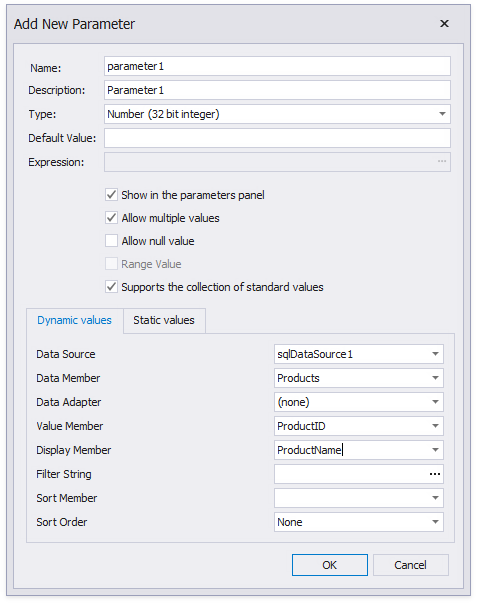 Add New Parameter
Name: parameter1
Description: Parameter1
Type: Number (32 bit integer)
Default Value:
Expression: ...
Show in the parameters panel
Allow multiple values
Allow null value
Range Value
Supports the collection of standard values
Dynamic values Static values
Data Source sqlDataSource1
Data Member Products
Data Adapter (none)
Value Member ProductID
Display Member ProductName
Filter String ...
Sort Member
Sort Order None
OK Cancel